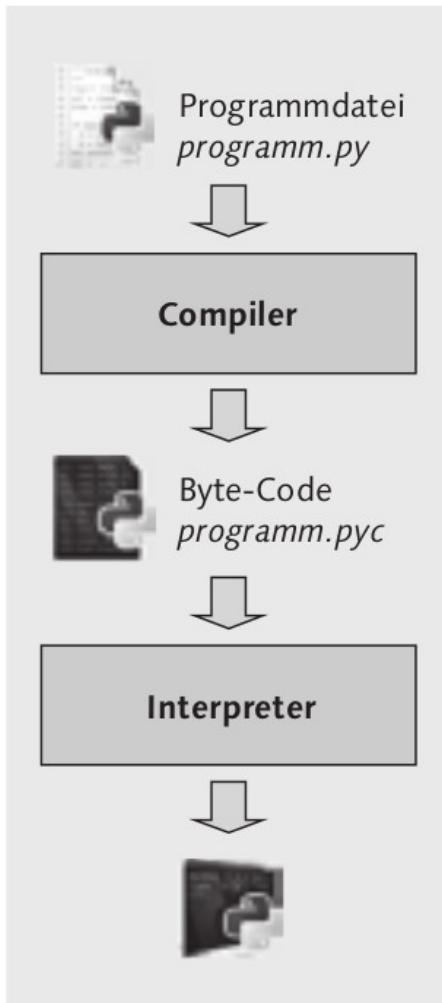 Programmdatei
programm.py
Compiler
Byte-Code
programm.pyc
Interpreter